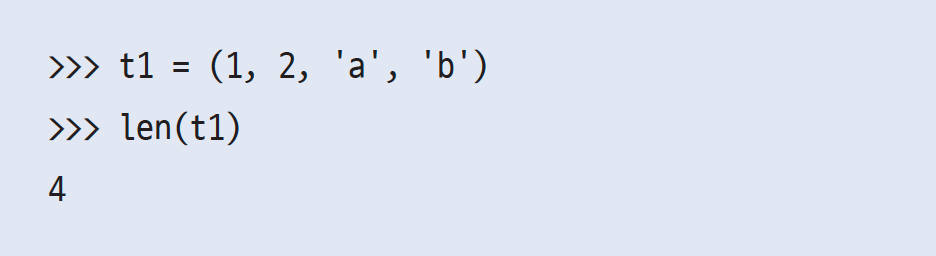 >>> t1 = (1, 2, 'a', 'b')
>>> len(t1)
4